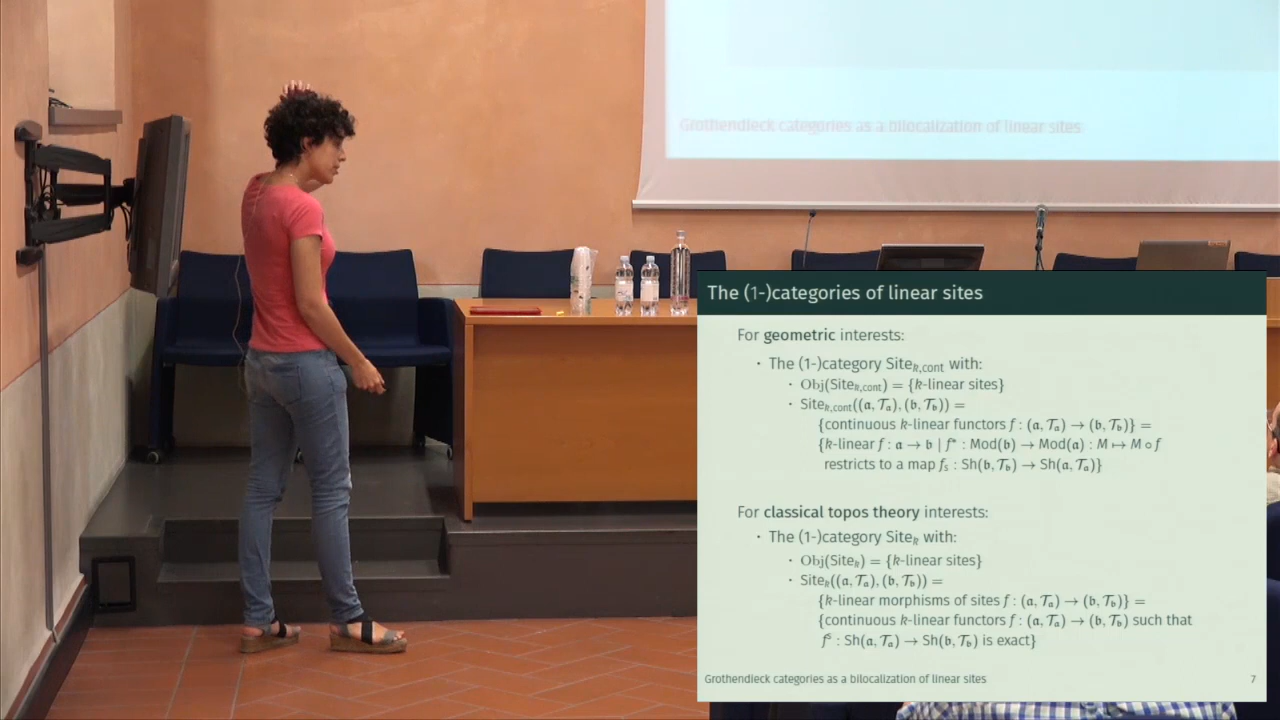 Grothendieck categories as a bilocalization of linear sites
The (1-)categories of linear sites
For geometric interests:
· The (1-)category Site_{k,cont} with:
· Obj(Site_{k,cont}) = {k-linear sites}
· Site_{k,cont}((𝔞, 𝒯_𝔞), (𝔟, 𝒯_𝔟)) =
{continuous k-linear functors f : (𝔞, 𝒯_𝔞) → (𝔟, 𝒯_𝔟)} =
{k-linear f : 𝔞 → 𝔟 | f* : Mod(𝔟) → Mod(𝔞) : M ↦ M ∘ f
restricts to a map f_s : Sh(𝔟, 𝒯_𝔟) → Sh(𝔞, 𝒯_𝔞)}
For classical topos theory interests:
· The (1-)category Site_k with:
· Obj(Site_k) = {k-linear sites}
· Site_k((𝔞, 𝒯_𝔞), (𝔟, 𝒯_𝔟)) =
{k-linear morphisms of sites f : (𝔞, 𝒯_𝔞) → (𝔟, 𝒯_𝔟)} =
{continuous k-linear functors f : (𝔞, 𝒯_𝔞) → (𝔟, 𝒯_𝔟) such that
f^s : Sh(𝔞, 𝒯_𝔞) → Sh(𝔟, 𝒯_𝔟) is exact}
Grothendieck categories as a bilocalization of linear sites 7